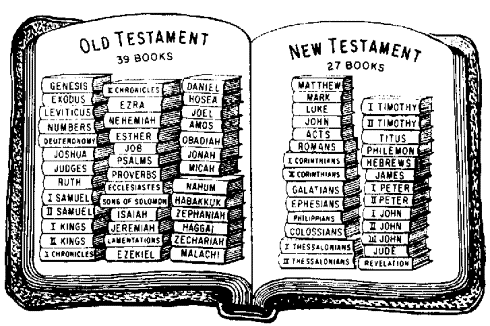 OLD TESTAMENT
39 BOOKS
GENESIS
EXODUS
LEVITICUS
NUMBERS
DEUTERONOMY
JOSHUA
JUDGES
RUTH
I SAMUEL
II SAMUEL
I KINGS
II KINGS
I CHRONICLES
II CHRONICLES
EZRA
NEHEMIAH
ESTHER
JOB
PSALMS
PROVERBS
ECCLESIASTES
SONG OF SOLOMON
ISAIAH
JEREMIAH
LAMENTATIONS
EZEKIEL
DANIEL
HOSEA
JOEL
AMOS
OBADIAH
JONAH
MICAH
NAHUM
HABAKKUK
ZEPHANIAH
HAGGAI
ZECHARIAH
MALACHI
NEW TESTAMENT
27 BOOKS
MATTHEW
MARK
LUKE
JOHN
ACTS
ROMANS
I CORINTHIANS
II CORINTHIANS
GALATIANS
EPHESIANS
PHILIPPIANS
COLOSSIANS
I THESSALONIANS
II THESSALONIANS
I TIMOTHY
II TIMOTHY
TITUS
PHILEMON
HEBREWS
JAMES
I PETER
II PETER
I JOHN
II JOHN
III JOHN
JUDE
REVELATION